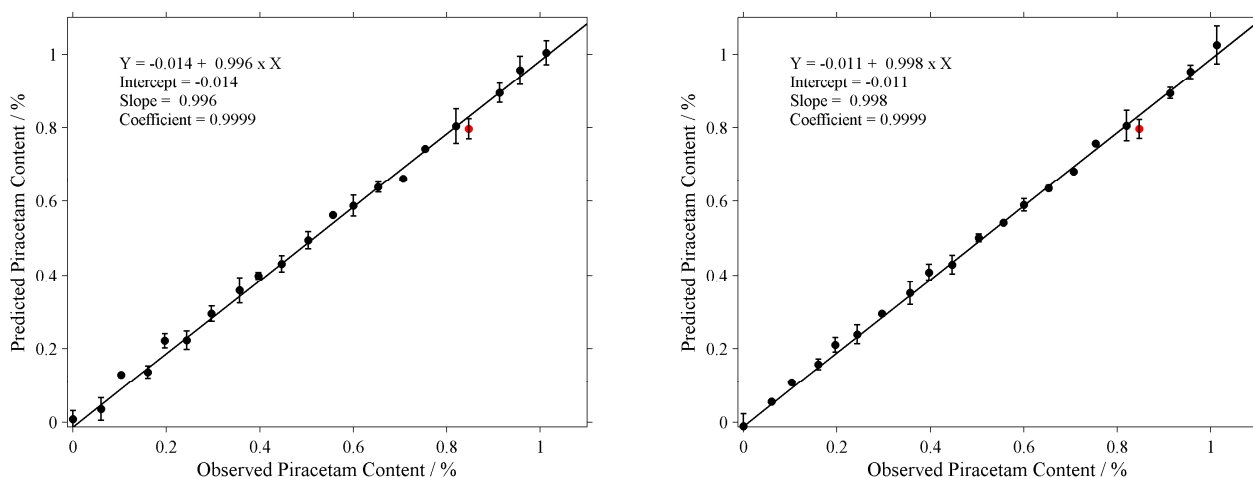 Y = -0.014 + 0.996 x X
Intercept = -0.014
Slope = 0.996
Coefficient = 0.9999
1
0.8
0.6
0.4
0.2
0
0
0.2
0.4
0.6
0.8
1
Predicted Piracetam Content / %
Observed Piracetam Content / %
Y = -0.011 + 0.998 x X
Intercept = -0.011
Slope = 0.998
Coefficient = 0.9999
1
0.8
0.6
0.4
0.2
0
0
0.2
0.4
0.6
0.8
1
Predicted Piracetam Content / %
Observed Piracetam Content / %